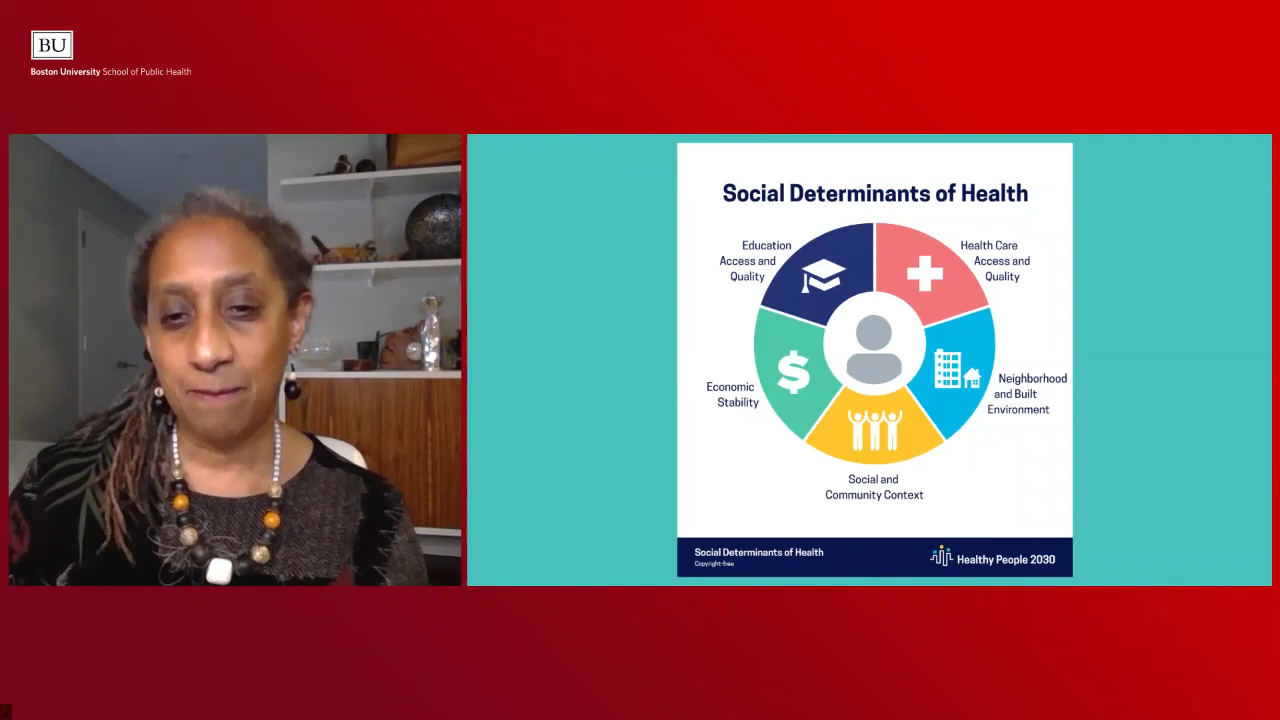 BU
Boston University School of Public Health
Social Determinants of Health
Education
Access and
Quality
Health Care
Access and
Quality
Economic
Stability
Neighborhood
and Built
Environment
Social and
Community Context
Social Determinants of Health
Copyright-free
Healthy People 2030